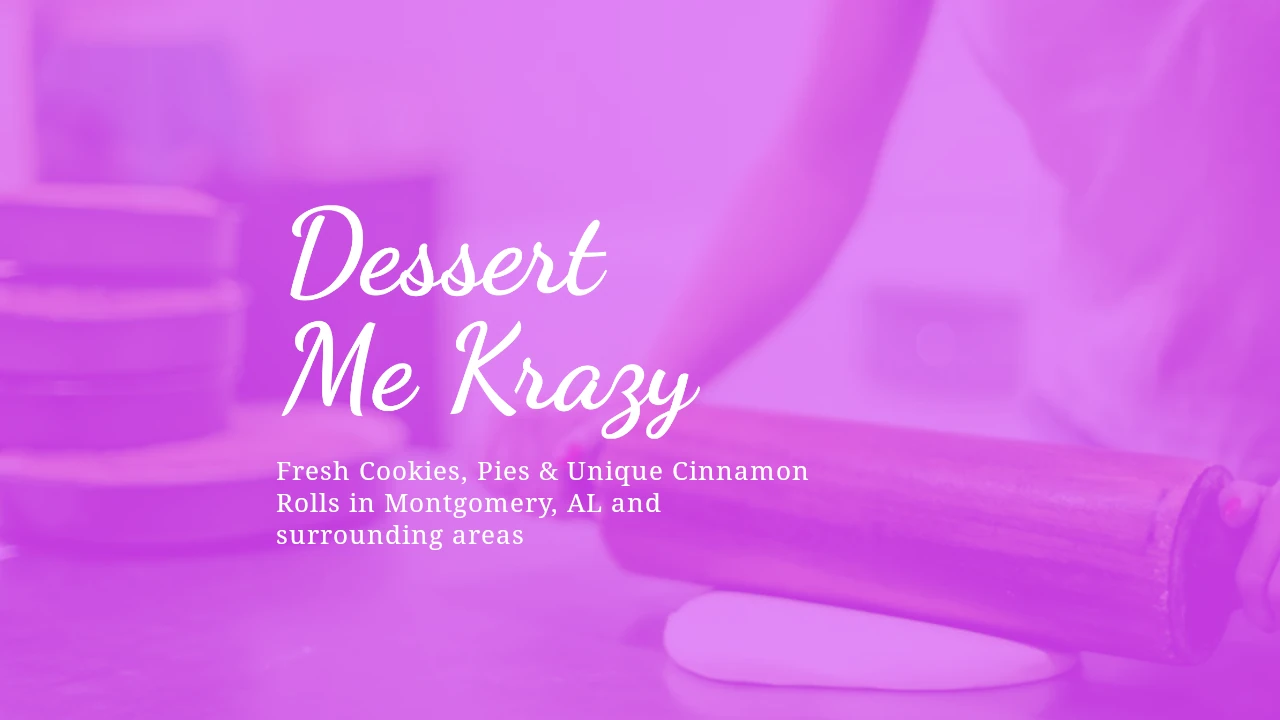 Dessert
Me Krazy
Fresh Cookies, Pies & Unique Cinnamon
Rolls in Montgomery, AL and
surrounding areas